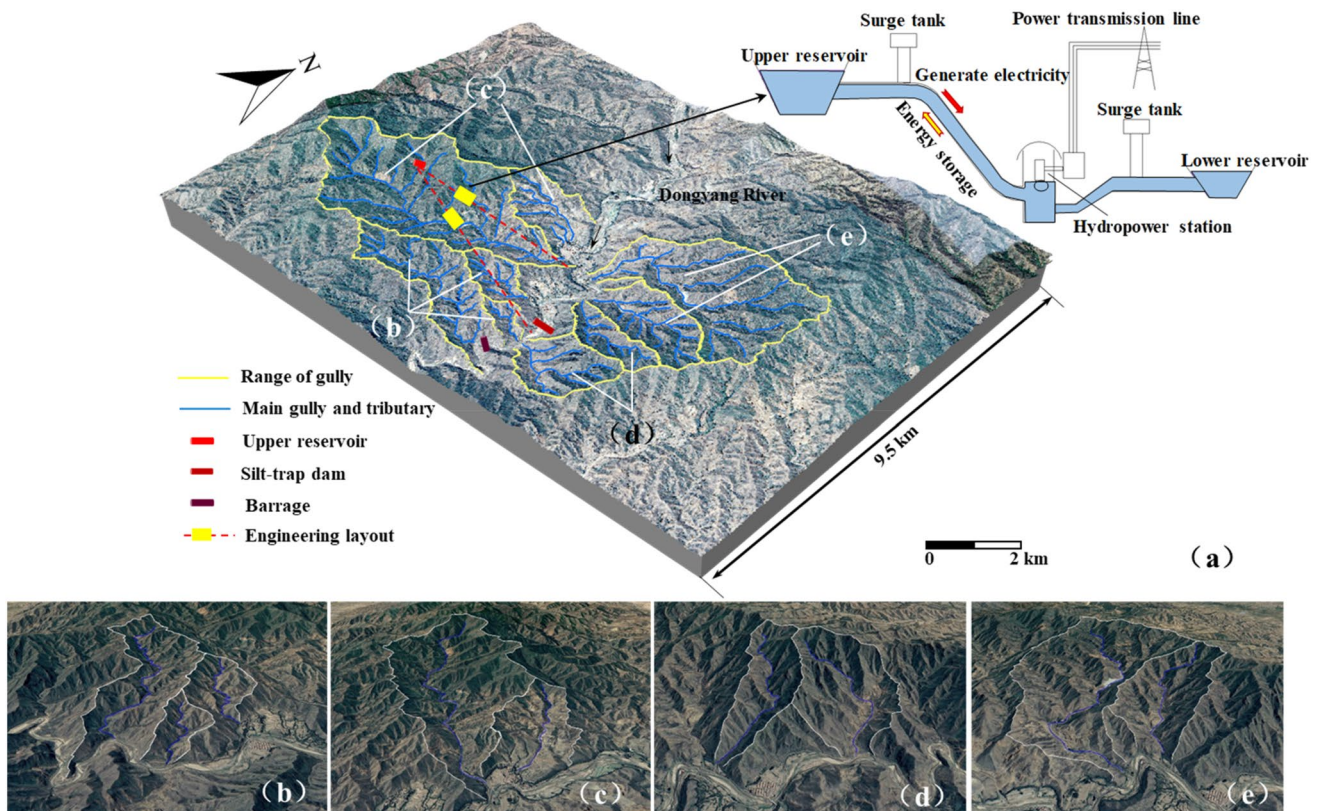 Surge tank
Power transmission line
Upper reservoir
Generate electricity
Surge tank
Energy storage
Lower reservoir
Hydropower station
N
(c)
Dongyang River
(e)
(b)
(d)
Range of gully
Main gully and tributary
Upper reservoir
Silt-trap dam
Barrage
Engineering layout
9.5 km
0 2 km
(a)
(b)
(c)
(d)
(e)